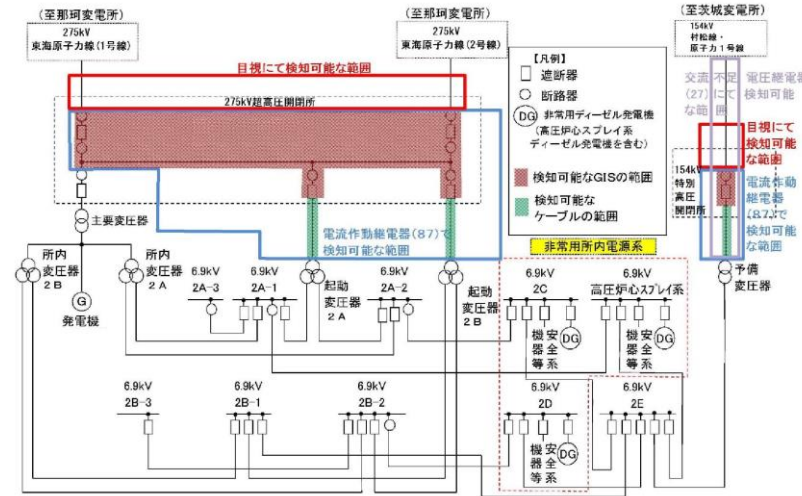 (至那珂変電所)
275kV
東海原子力線(1号線)
(至那珂変電所)
275kV
東海原子力線(2号線)
(至茨城変電所)
154kV
村松線・
原子力1号線
目視にて検知可能な範囲
275kV超高圧開閉所
【凡例】
遮断器
断路器
DG
非常用ディーゼル発電機
(高圧炉心スプレイ系
ディーゼル発電機を含む)
検知可能なGISの範囲
検知可能な
ケーブルの範囲
交流不足電圧継電器
(27)にて検知可能
な範囲
目視にて
検知可能
な範囲
154kV
特別
高圧
開閉所
電流作動
継電器
(87)で
検知可能
な範囲
電流作動継電器(87)で
検知可能な範囲
主要変圧器
所内
変圧器
2B
所内
変圧器
2A
G
発電機
起動
変圧器
2A
起動
変圧器
2B
予備
変圧器
非常用所内電源系
6.9kV
2A-3
6.9kV
2A-1
6.9kV
2A-2
6.9kV
2C
6.9kV
高圧炉心スプレイ系
安全系
機器等
DG
安全系
機器等
DG
6.9kV
2B-3
6.9kV
2B-1
6.9kV
2B-2
6.9kV
2D
6.9kV
2E
安全系
機器等
DG